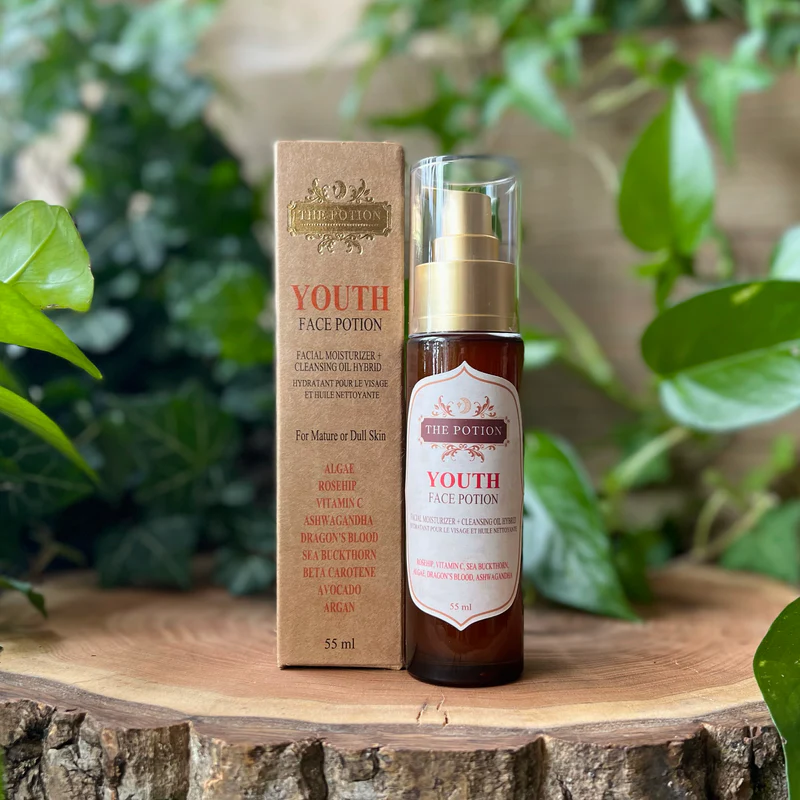 THE POTION
YOUTH
FACE POTION
FACIAL MOISTURIZER +
CLEANSING OIL HYBRID
HYDRATANT POUR LE VISAGE
ET HUILE NETTOYANTE
For Mature or Dull Skin
ALGAE
ROSEHIP
VITAMIN C
ASHWAGANDHA
DRAGON'S BLOOD
SEA BUCKTHORN
BETA CAROTENE
AVOCADO
ARGAN
55 ml
THE POTION
YOUTH
FACE POTION
FACIAL MOISTURIZER + CLEANSING OIL HYBRID
HYDRATANT POUR LE VISAGE ET HUILE NETTOYANTE
ROSEHIP, VITAMIN C, SEA BUCKTHORN,
ALGAE, DRAGON'S BLOOD, ASHWAGANDHA
55 ml